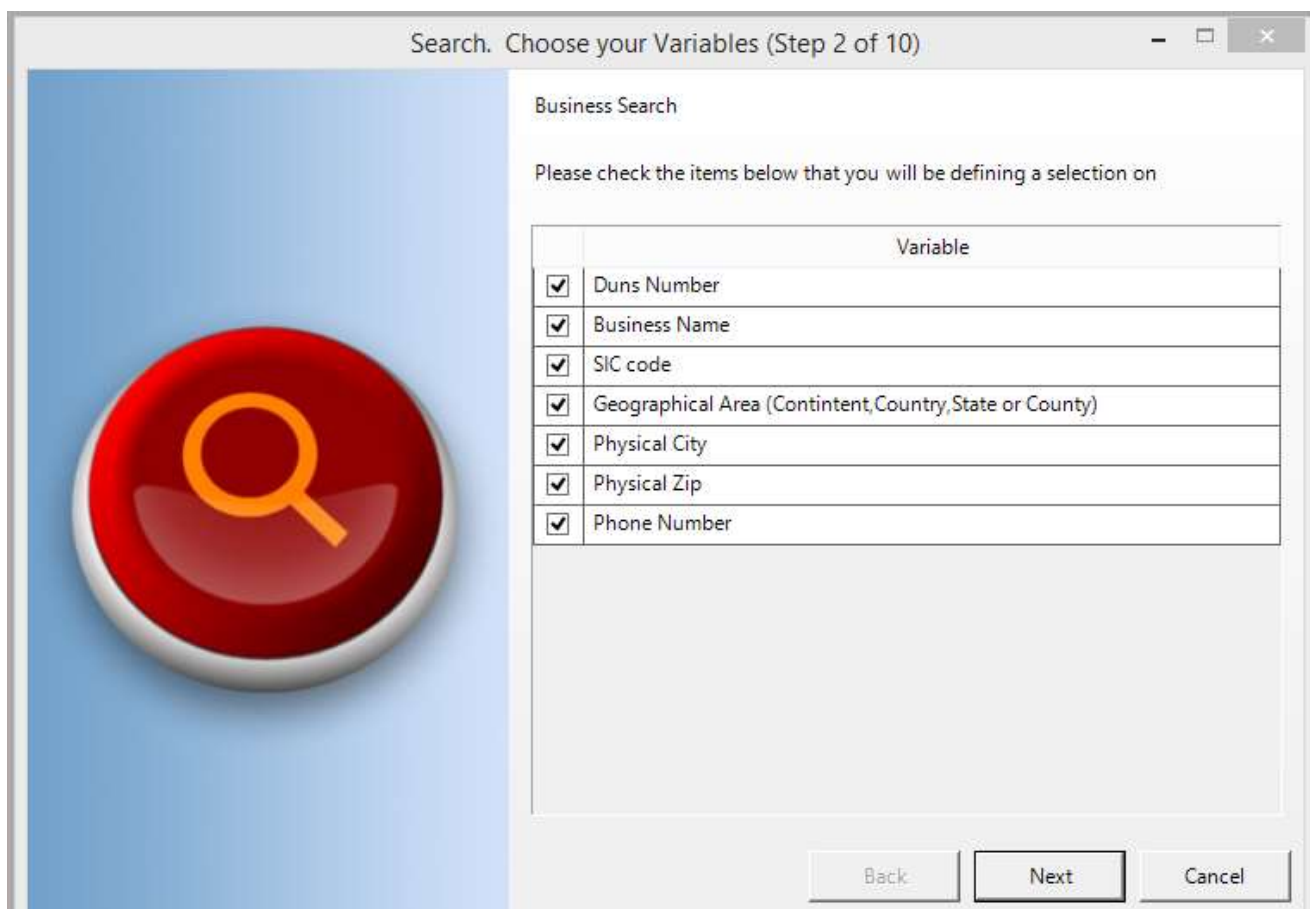 Search.  Choose your Variables (Step 2 of 10)
Business Search
Please check the items below that you will be defining a selection on
Variable
Duns Number
Business Name
SIC code
Geographical Area (Contintent,Country,State or County)
Physical City
Physical Zip
Phone Number
Back Next Cancel